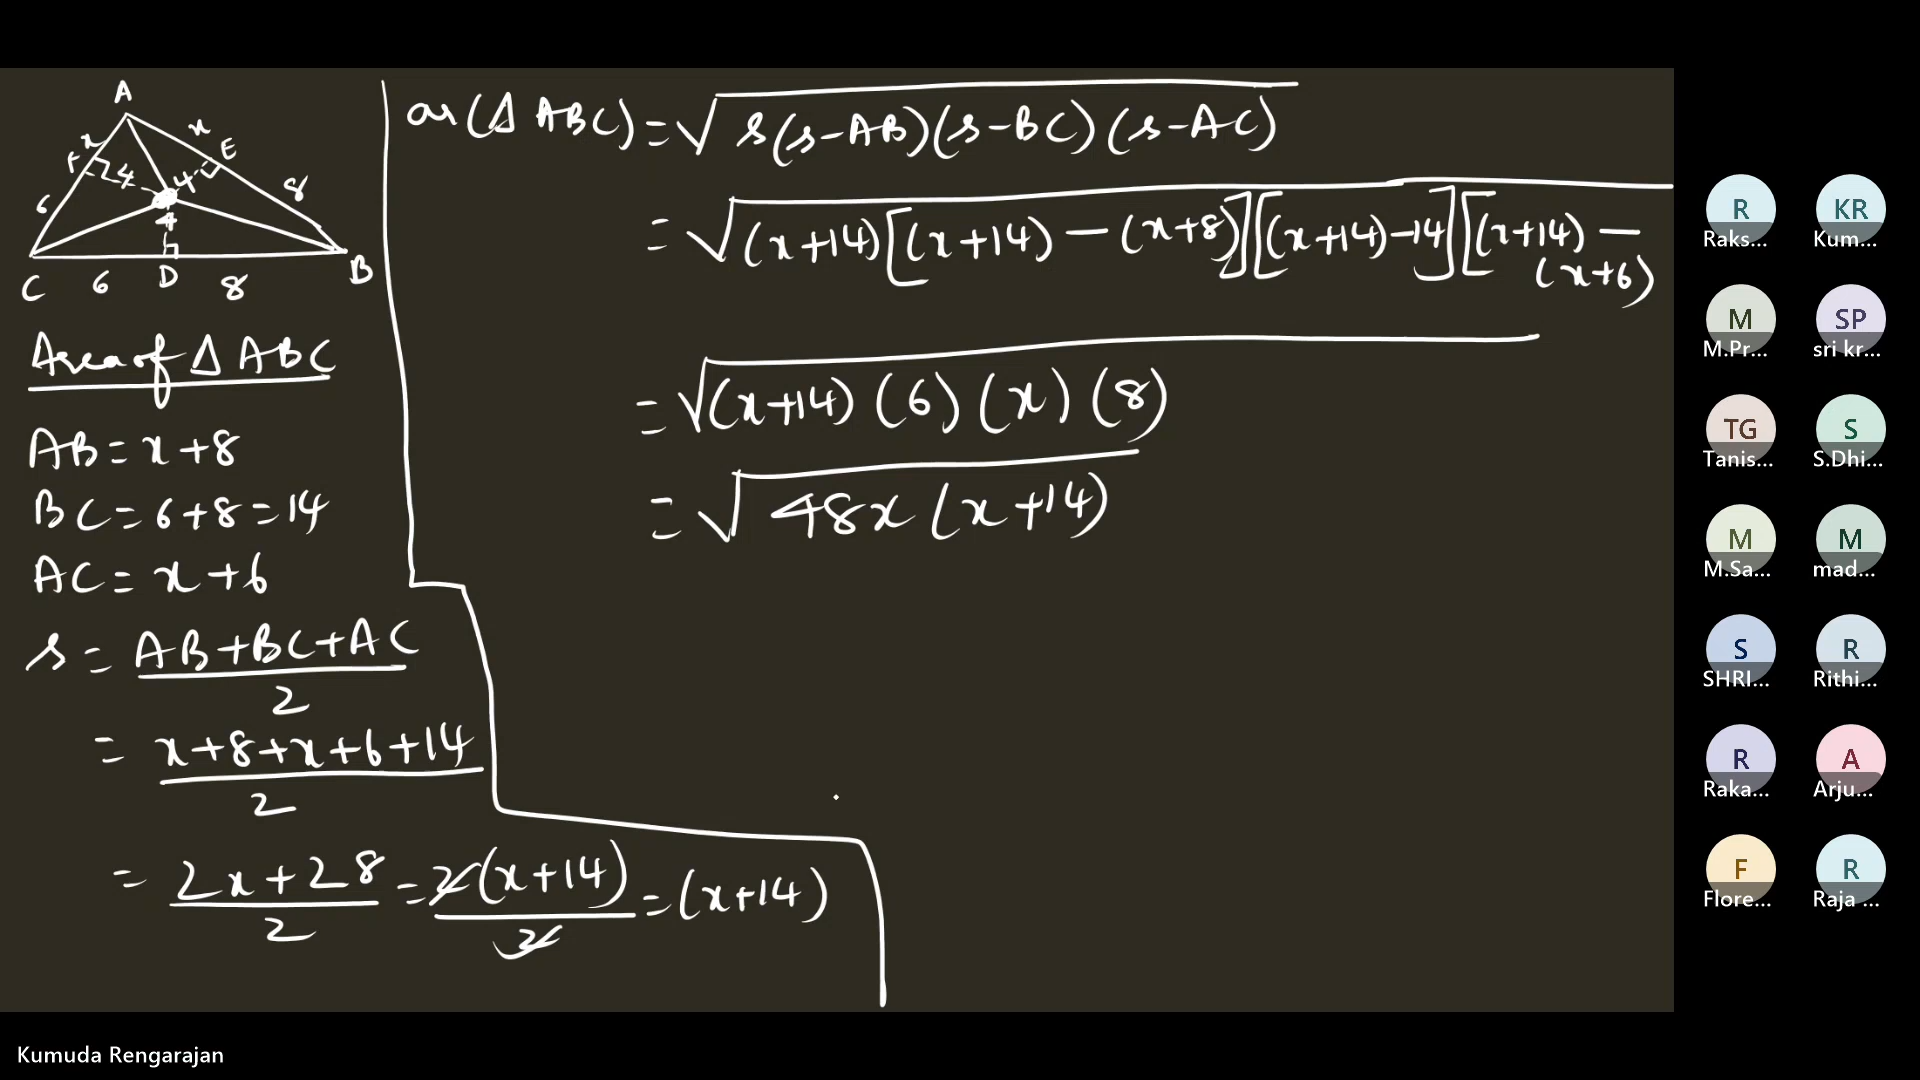 A
x
x
F
E
4
4
8
6
4
C
6
D
8
B
Area of Δ ABC
AB = x + 8
BC = 6 + 8 = 14
AC = x + 6
s = AB + BC + AC
2
= x + 8 + x + 6 + 14
2
= 2x + 28 = 2(x + 14) = (x + 14)
2 2
ar(Δ ABC) = √ s(s-AB)(s-BC)(s-AC)
= √(x+14)[(x+14) - (x+8)][(x+14)-14][(x+14) -
(x+6)
= √(x+14)(6)(x)(8)
= √48x(x+14)
R KR
Raks... Kum...
M SP
M.Pr... sri kr...
TG S
Tanis... S.Dhi...
M M
M.Sa... mad...
S R
SHRI... Rithi...
R A
Raka... Arju...
F R
Flore... Raja ...
Kumuda Rengarajan